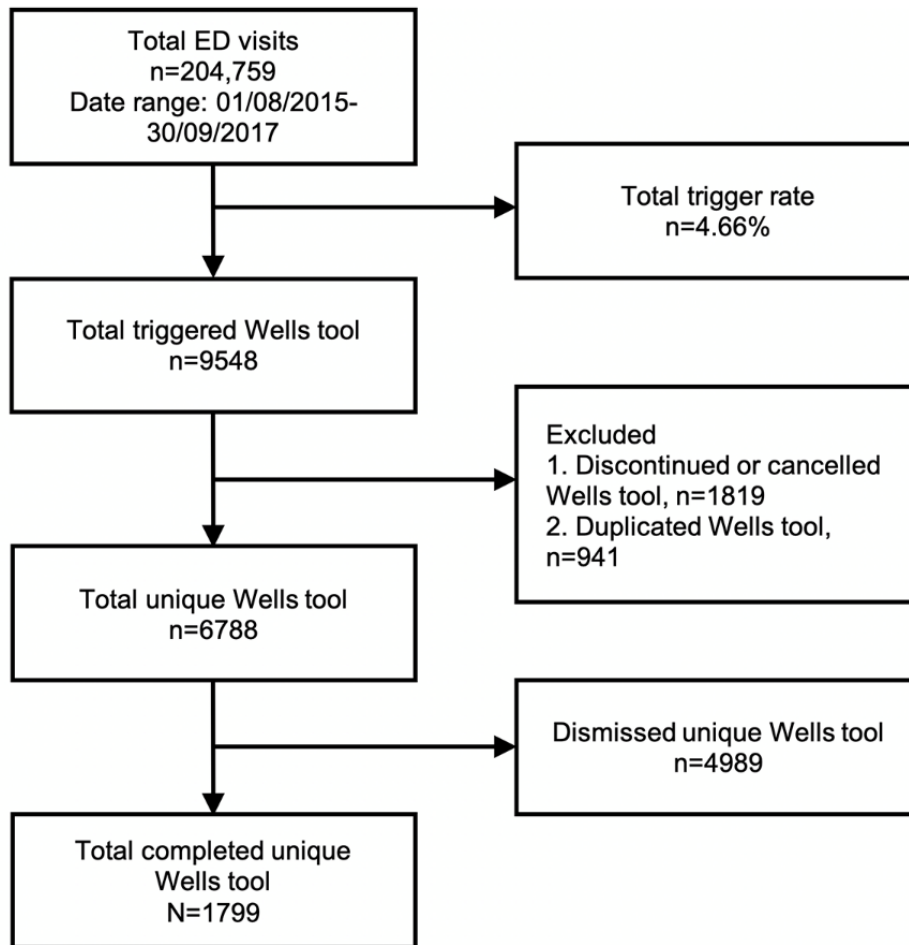 Total ED visits
n=204,759
Date range: 01/08/2015-
30/09/2017
Total trigger rate
n=4.66%
Total triggered Wells tool
n=9548
Excluded
1. Discontinued or cancelled
Wells tool, n=1819
2. Duplicated Wells tool,
n=941
Total unique Wells tool
n=6788
Dismissed unique Wells tool
n=4989
Total completed unique
Wells tool
N=1799